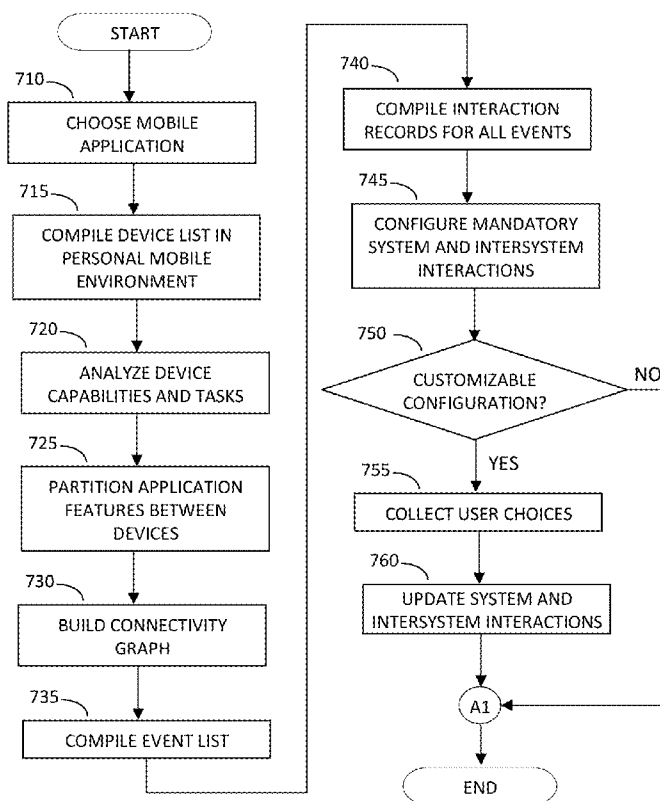 START
710
CHOOSE MOBILE
APPLICATION
715
COMPILE DEVICE LIST IN
PERSONAL MOBILE
ENVIRONMENT
720
ANALYZE DEVICE
CAPABILITIES AND TASKS
725
PARTITION APPLICATION
FEATURES BETWEEN
DEVICES
730
BUILD CONNECTIVITY
GRAPH
735
COMPILE EVENT LIST
740
COMPILE INTERACTION
RECORDS FOR ALL EVENTS
745
CONFIGURE MANDATORY
SYSTEM AND INTERSYSTEM
INTERACTIONS
750
CUSTOMIZABLE
CONFIGURATION?
NO
YES
755
COLLECT USER CHOICES
760
UPDATE SYSTEM AND
INTERSYSTEM INTERACTIONS
A1
END